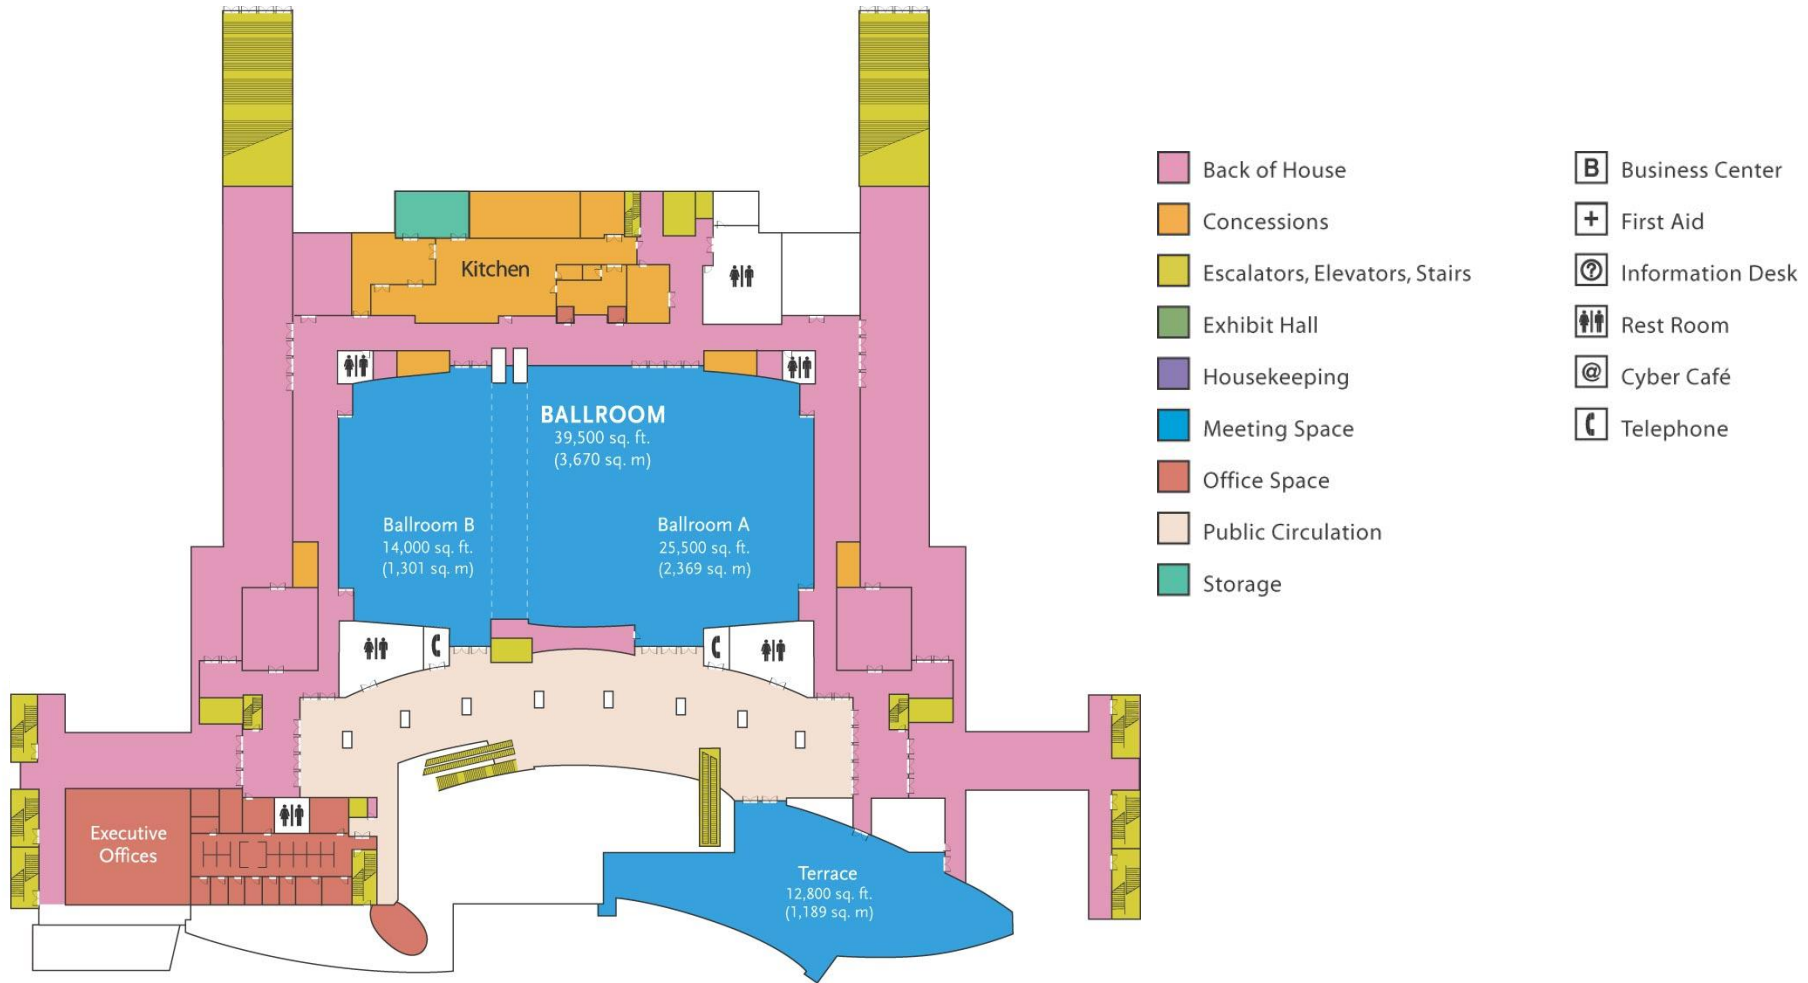 Kitchen
BALLROOM
39,500 sq. ft.
(3,670 sq. m)
Ballroom B
14,000 sq. ft.
(1,301 sq. m)
Ballroom A
25,500 sq. ft.
(2,369 sq. m)
Executive
Offices
Terrace
12,800 sq. ft.
(1,189 sq. m)
Back of House
Concessions
Escalators, Elevators, Stairs
Exhibit Hall
Housekeeping
Meeting Space
Office Space
Public Circulation
Storage
B Business Center
+ First Aid
? Information Desk
Rest Room
@ Cyber Café
Telephone